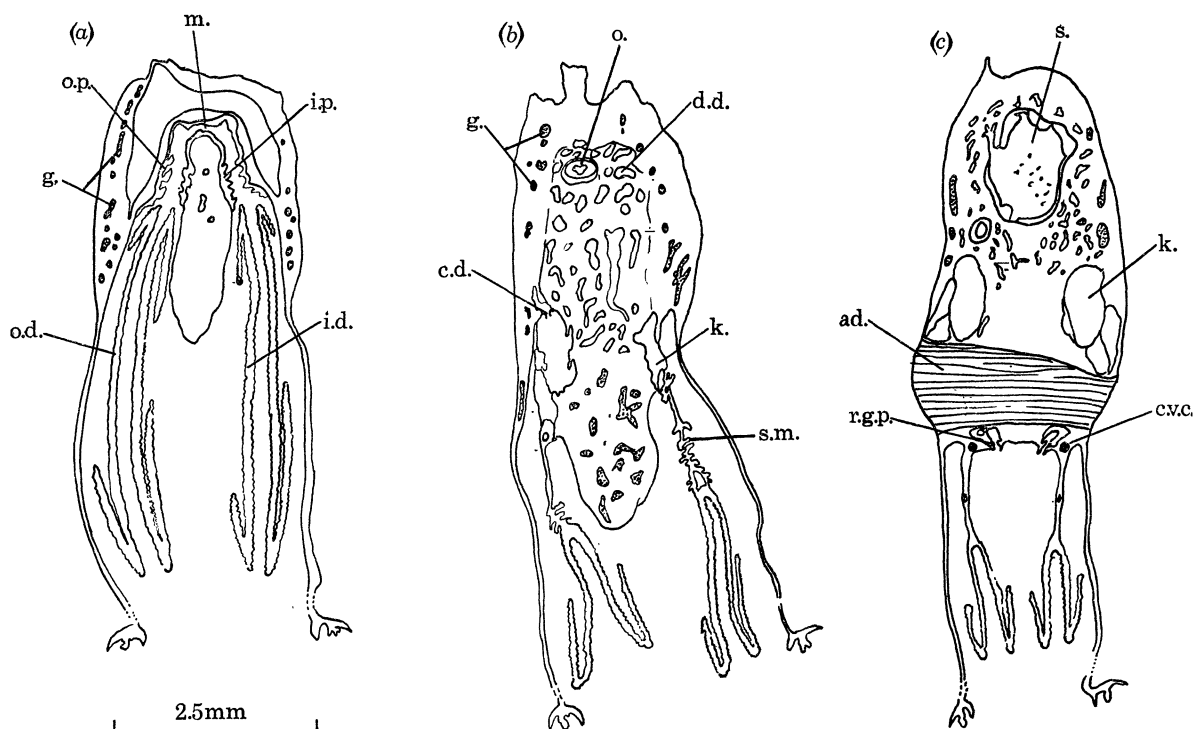 (a)
m.
o.p.
i.p.
g.
o.d.
i.d.
2.5mm
(b)
o.
d.d.
g.
c.d.
k.
s.m.
(c)
s.
k.
ad.
r.g.p.
c.v.c.